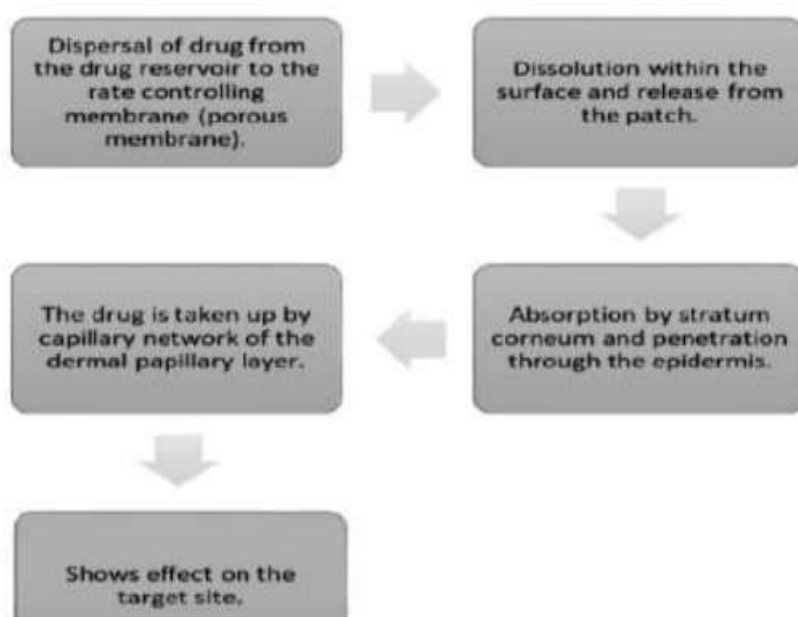 Dispersal of drug from
the drug reservoir to the
rate controlling
membrane (porous
membrane).
Dissolution within the
surface and release from
the patch.
Absorption by stratum
corneum and penetration
through the epidermis.
The drug is taken up by
capillary network of the
dermal papillary layer.
Shows effect on the
target site.